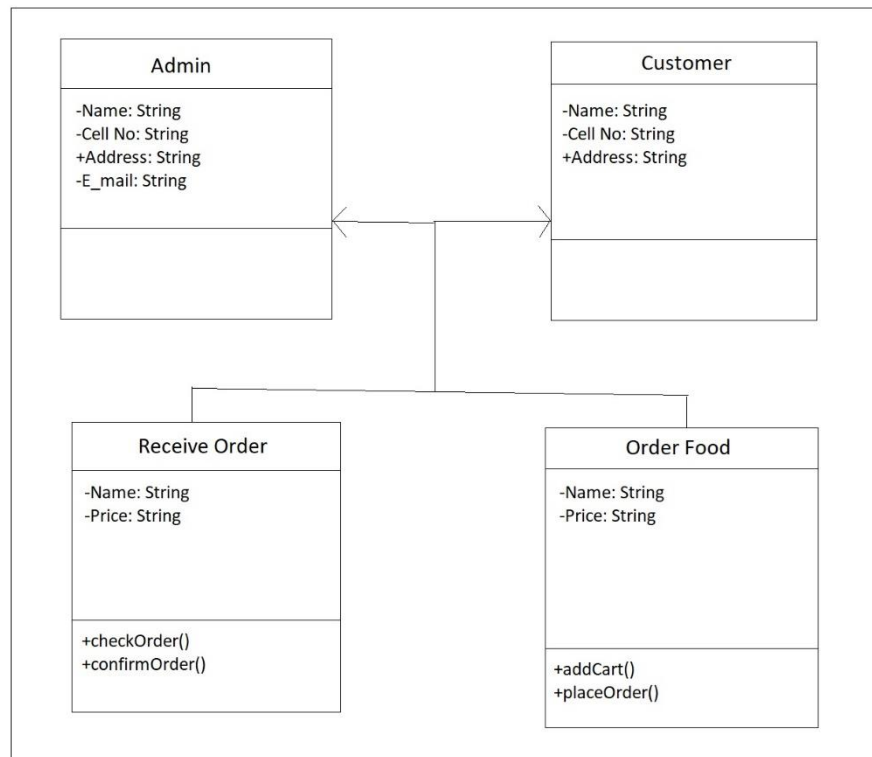 Admin
-Name: String
-Cell No: String
+Address: String
-E_mail: String
Customer
-Name: String
-Cell No: String
+Address: String
Receive Order
-Name: String
-Price: String
+checkOrder()
+confirmOrder()
Order Food
-Name: String
-Price: String
+addCart()
+placeOrder()